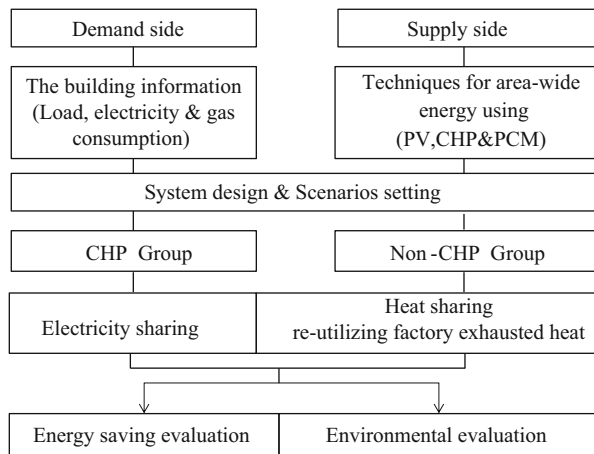 Demand side
Supply side
The building information
(Load, electricity & gas
consumption)
Techniques for area-wide
energy using
(PV,CHP&PCM)
System design & Scenarios setting
CHP Group
Non-CHP Group
Electricity sharing
Heat sharing
re-utilizing factory exhausted heat
Energy saving evaluation
Environmental evaluation